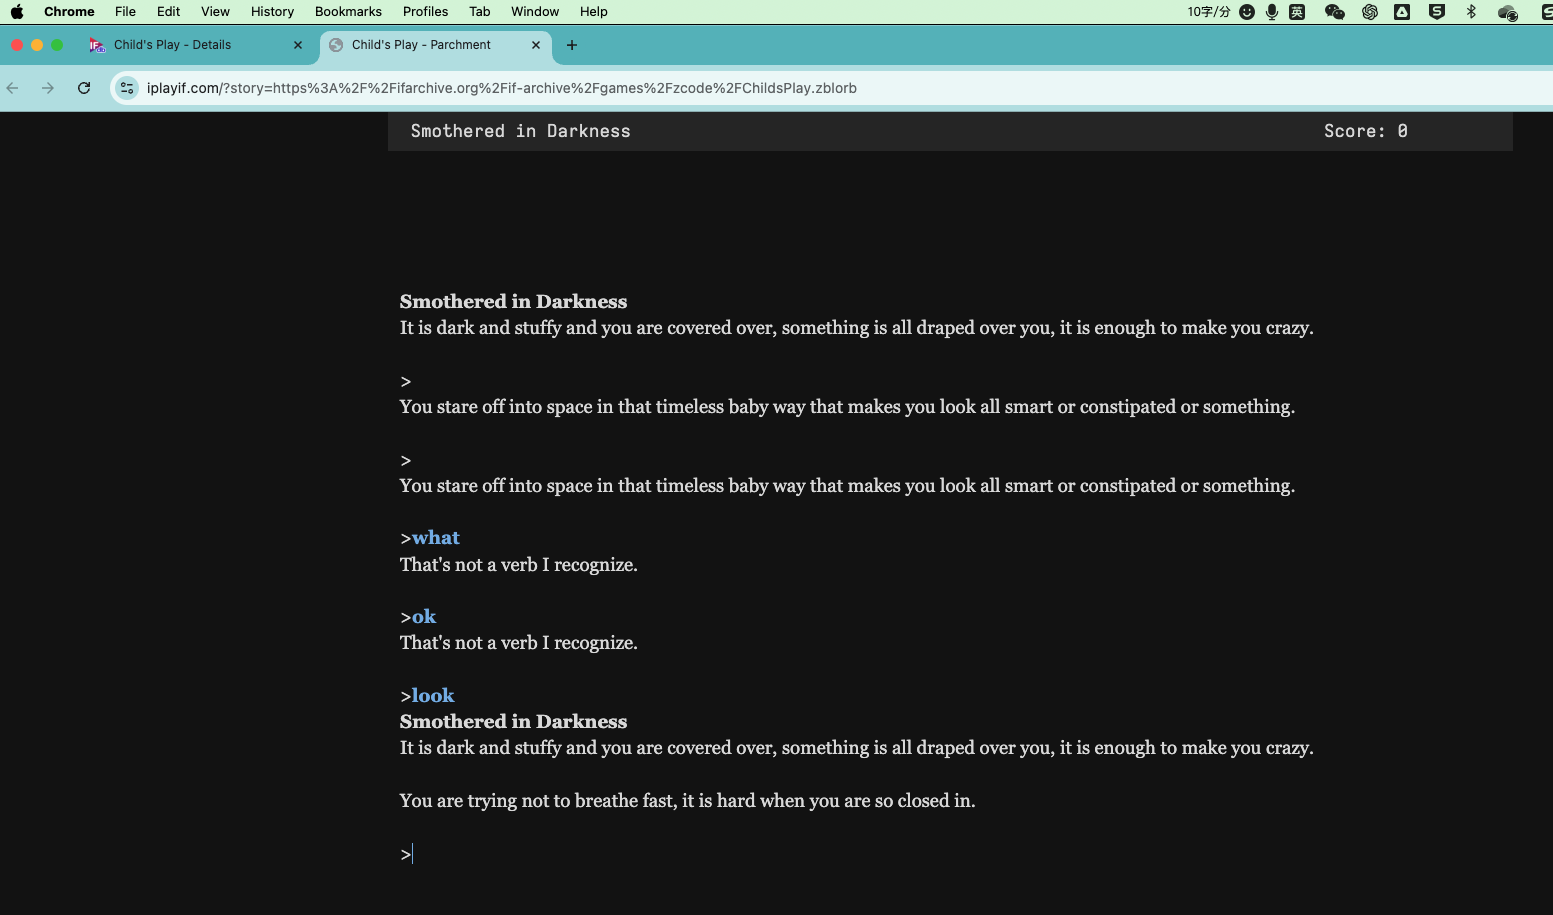 Chrome File Edit View History Bookmarks Profiles Tab Window Help 10字/分 英
Child's Play - Details Child's Play - Parchment
iplayif.com/?story=https%3A%2F%2Fifarchive.org%2Fif-archive%2Fgames%2Fzcode%2FChildsPlay.zblorb
Smothered in Darkness Score: 0
Smothered in Darkness
It is dark and stuffy and you are covered over, something is all draped over you, it is enough to make you crazy.
>
You stare off into space in that timeless baby way that makes you look all smart or constipated or something.
>
You stare off into space in that timeless baby way that makes you look all smart or constipated or something.
>what
That's not a verb I recognize.
>ok
That's not a verb I recognize.
>look
Smothered in Darkness
It is dark and stuffy and you are covered over, something is all draped over you, it is enough to make you crazy.
You are trying not to breathe fast, it is hard when you are so closed in.
>